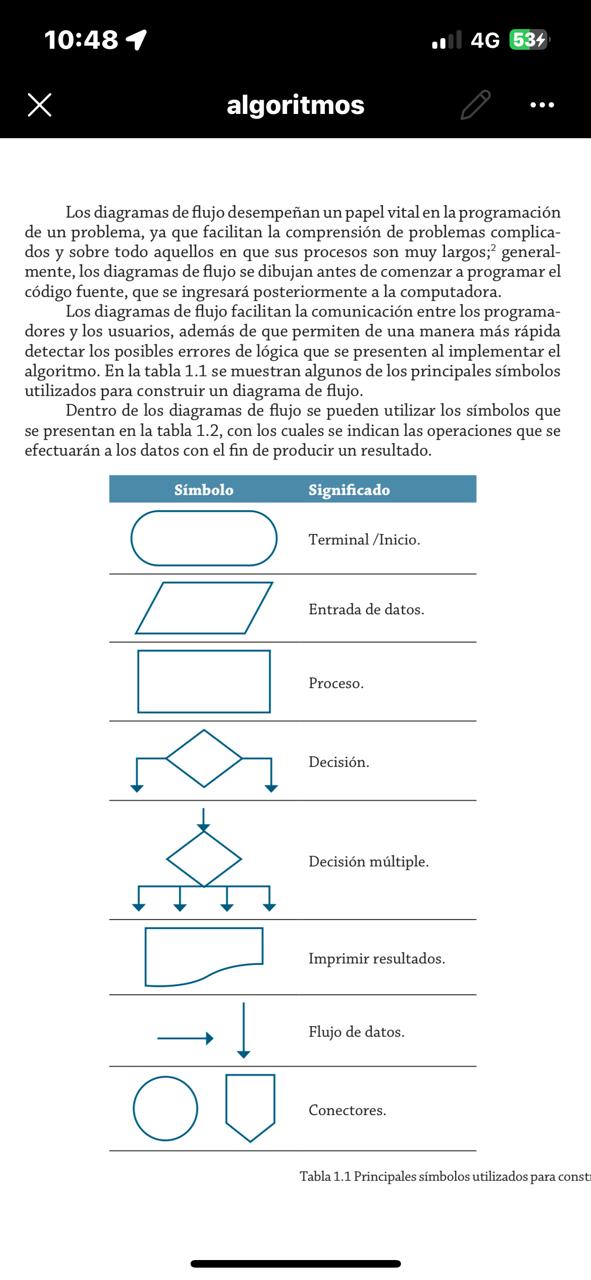 10:48
4G
53
algoritmos
Los diagramas de flujo desempeñan un papel vital en la programación
de un problema, ya que facilitan la comprensión de problemas complica-
dos y sobre todo aquellos en que sus procesos son muy largos;² general-
mente, los diagramas de flujo se dibujan antes de comenzar a programar el
código fuente, que se ingresará posteriormente a la computadora.
Los diagramas de flujo facilitan la comunicación entre los programa-
dores y los usuarios, además de que permiten de una manera más rápida
detectar los posibles errores de lógica que se presenten al implementar el
algoritmo. En la tabla 1.1 se muestran algunos de los principales símbolos
utilizados para construir un diagrama de flujo.
Dentro de los diagramas de flujo se pueden utilizar los símbolos que
se presentan en la tabla 1.2, con los cuales se indican las operaciones que se
efectuarán a los datos con el fin de producir un resultado.
Símbolo Significado
Terminal /Inicio.
Entrada de datos.
Proceso.
Decisión.
Decisión múltiple.
Imprimir resultados.
Flujo de datos.
Conectores.
Tabla 1.1 Principales símbolos utilizados para const